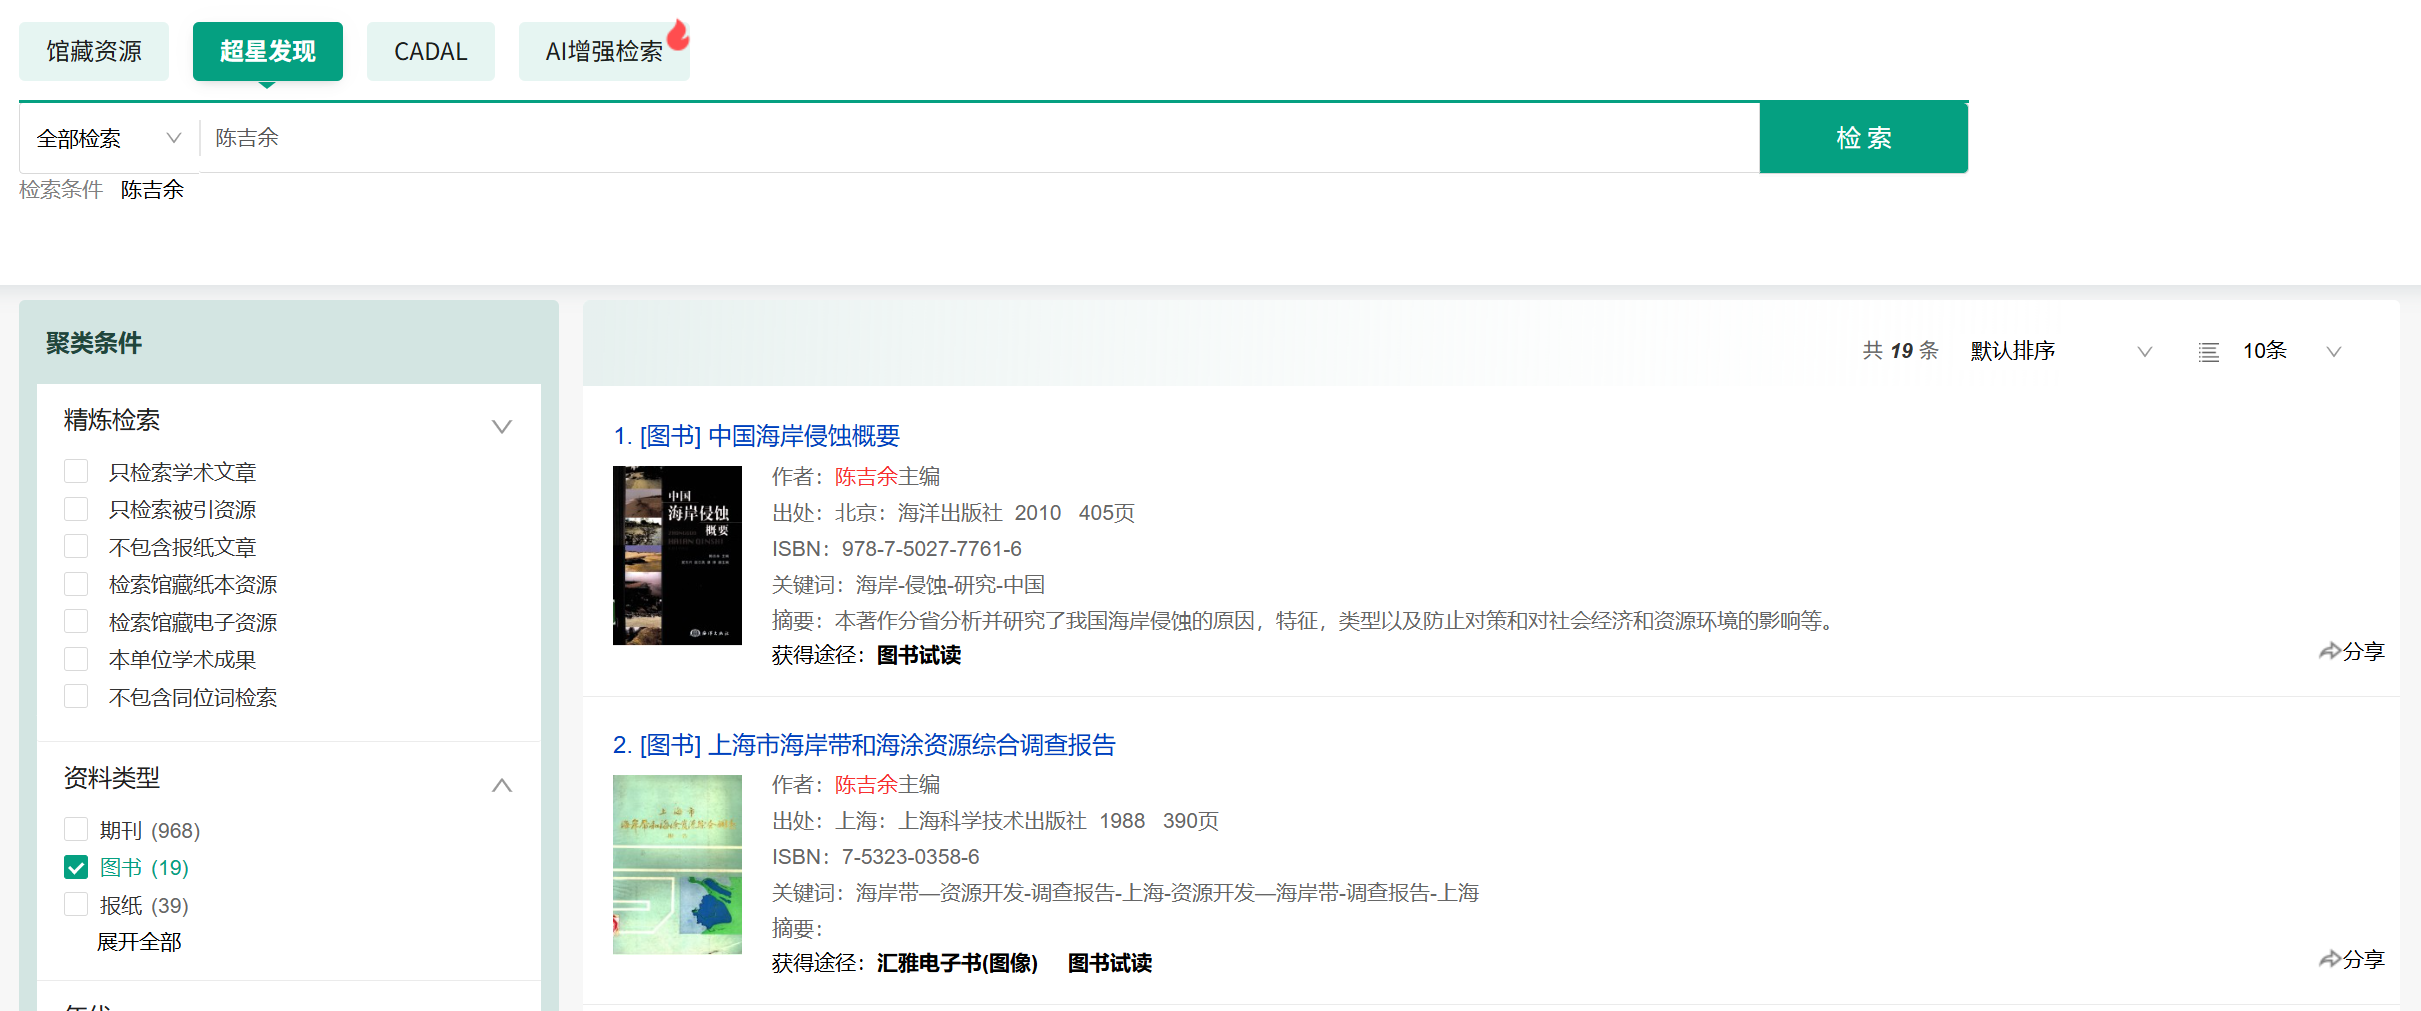 馆藏资源 超星发现 CADAL AI增强检索
全部检索 陈吉余 检 索
检索条件 陈吉余
聚类条件
精炼检索
只检索学术文章
只检索被引资源
不包含报纸文章
检索馆藏纸本资源
检索馆藏电子资源
本单位学术成果
不包含同位词检索
资料类型
期刊 (968)
图书 (19)
报纸 (39)
展开全部
共 19 条 默认排序 10条
1. [图书] 中国海岸侵蚀概要
中国
海岸侵蚀
概要
海洋出版社
作者：陈吉余主编
出处：北京：海洋出版社 2010 405页
ISBN：978-7-5027-7761-6
关键词：海岸-侵蚀-研究-中国
摘要：本著作分省分析并研究了我国海岸侵蚀的原因，特征，类型以及防止对策和对社会经济和资源环境的影响等。
获得途径：图书试读
分享
2. [图书] 上海市海岸带和海涂资源综合调查报告
上海市
作者：陈吉余主编
出处：上海：上海科学技术出版社 1988 390页
ISBN：7-5323-0358-6
关键词：海岸带—资源开发-调查报告-上海-资源开发—海岸带-调查报告-上海
摘要：
获得途径：汇雅电子书(图像) 图书试读
分享